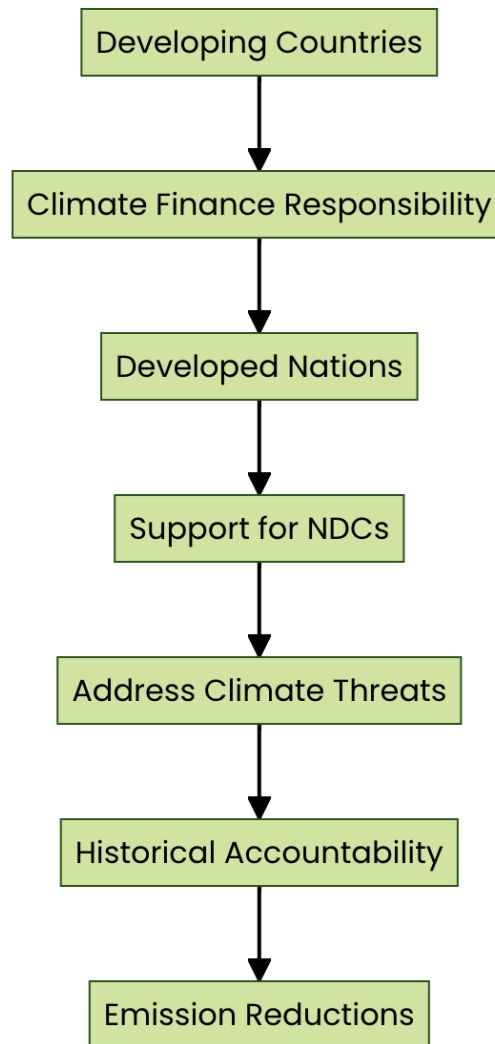 Developing Countries
Climate Finance Responsibility
Developed Nations
Support for NDCs
Address Climate Threats
Historical Accountability
Emission Reductions